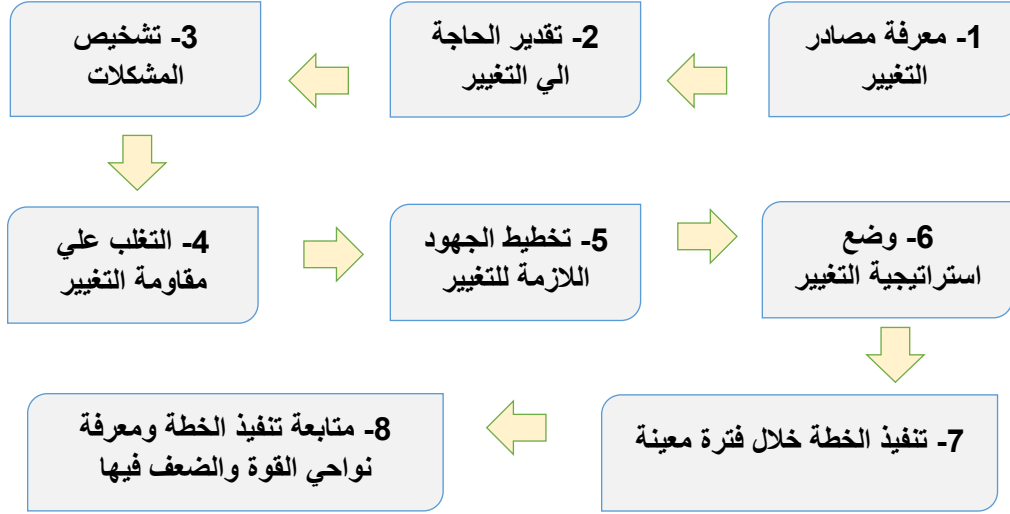 1- معرفة مصادر
التغيير
2- تقدير الحاجة
الي التغيير
3- تشخيص
المشكلات
4- التغلب علي
مقاومة التغيير
5- تخطيط الجهود
اللازمة للتغيير
6- وضع
استراتيجية التغيير
7- تنفيذ الخطة خلال فترة معينة
8- متابعة تنفيذ الخطة ومعرفة
نواحي القوة والضعف فيها